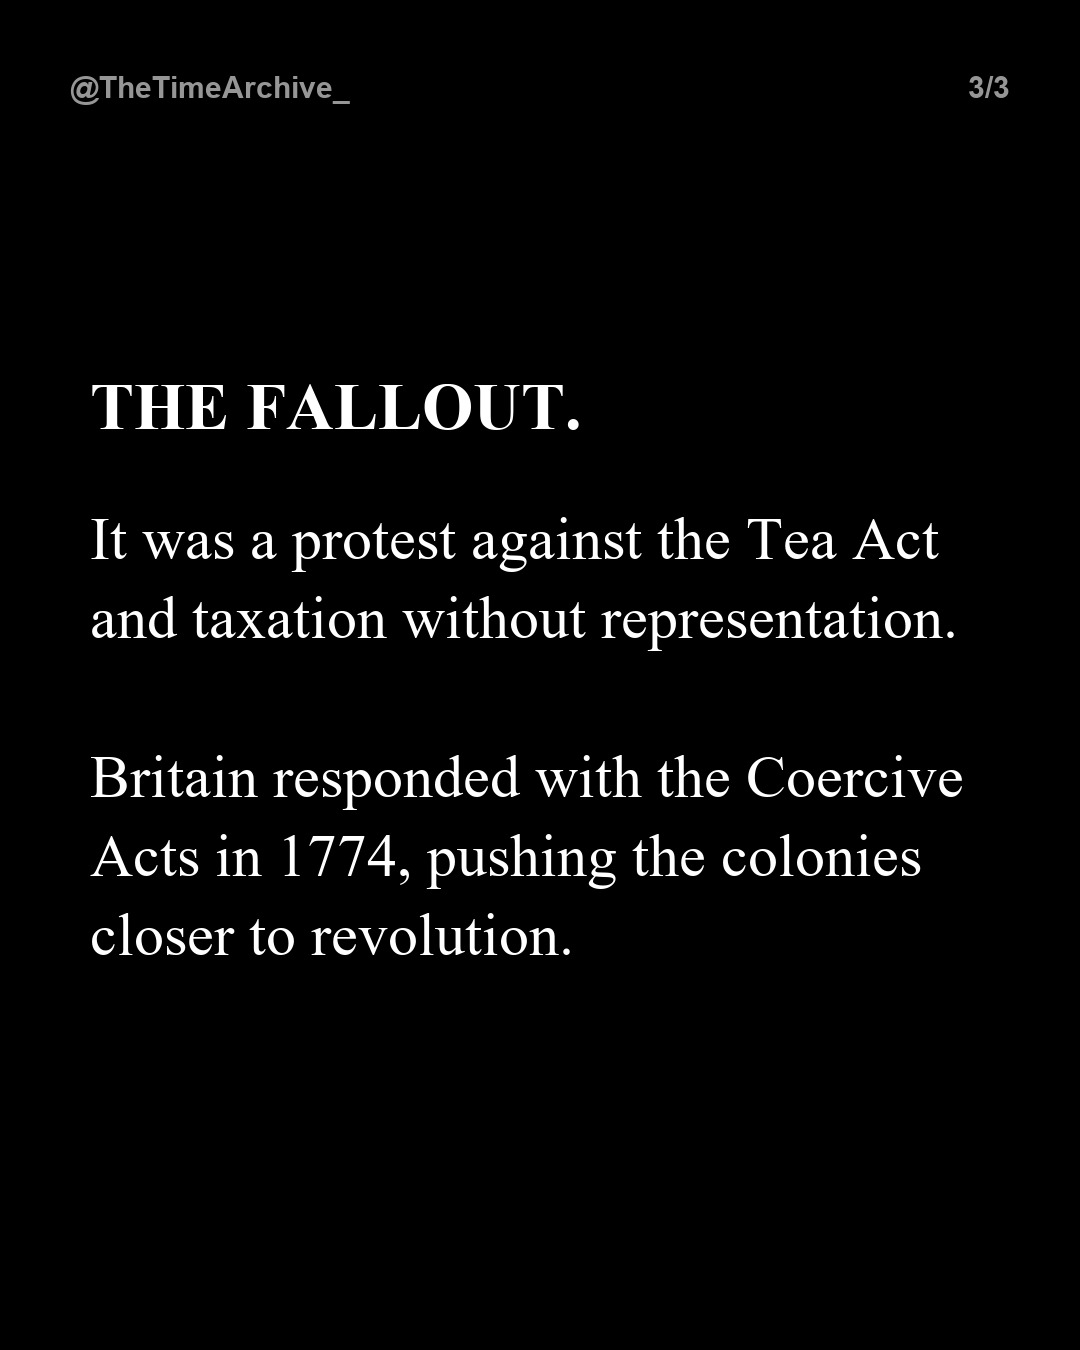 @TheTimeArchive_
3/3
THE FALLOUT.
It was a protest against the Tea Act
and taxation without representation.
Britain responded with the Coercive
Acts in 1774, pushing the colonies
closer to revolution.